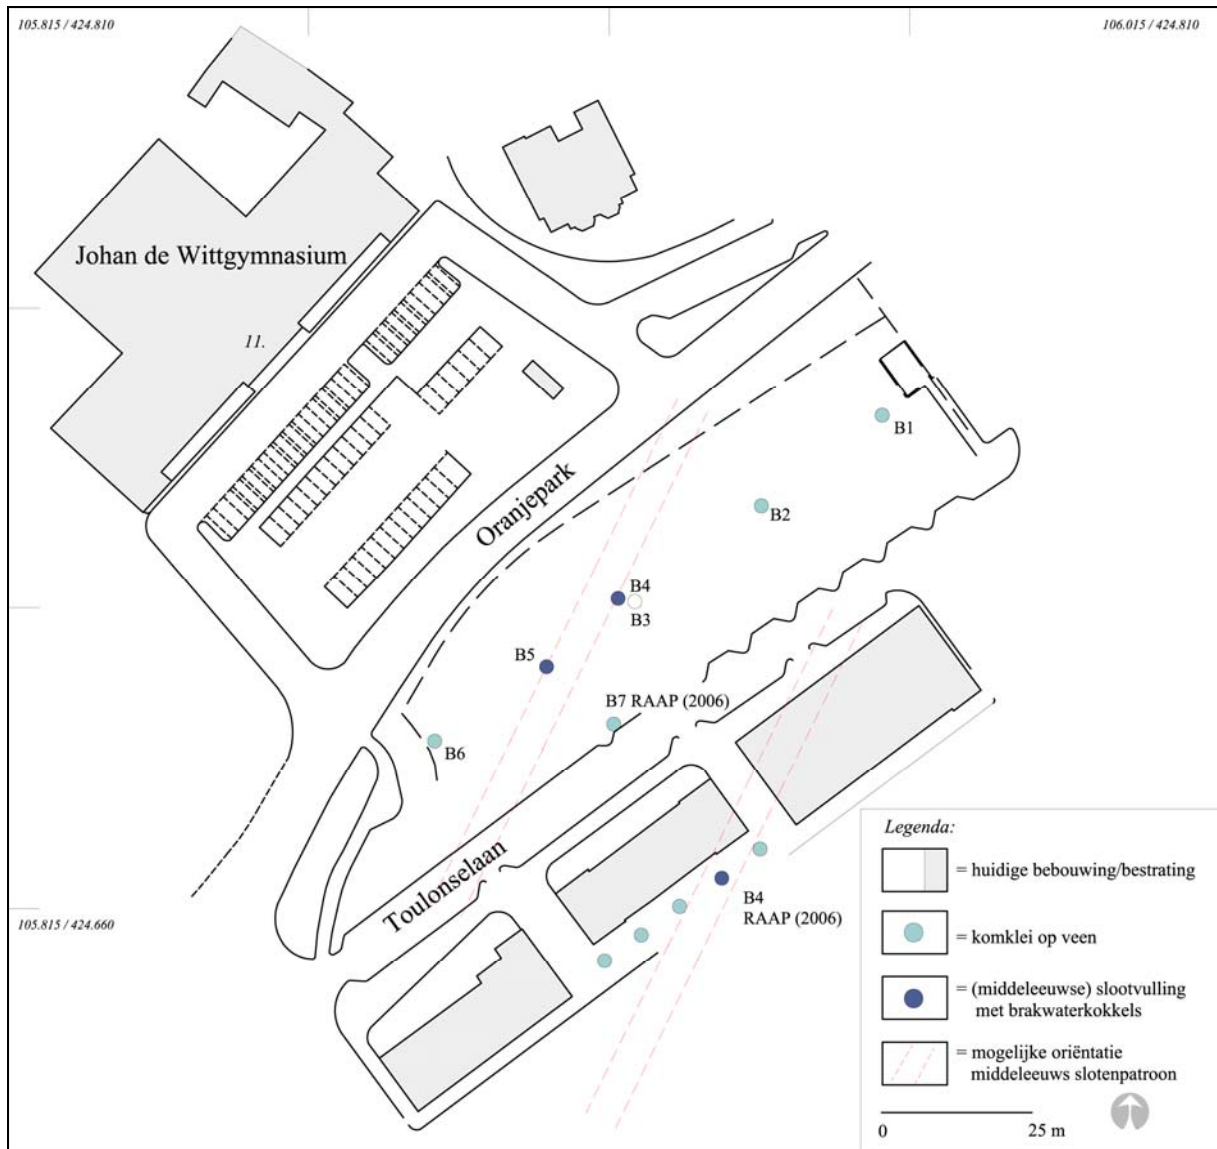 105.815 / 424.810
106.015 / 424.810
Johan de Wittgymnasium
11.
B1
Oranjepark
B2
B4
B3
B5
B7 RAAP (2006)
B6
Toulonselaan
B4
RAAP (2006)
105.815 / 424.660
Legenda:
= huidige bebouwing/bestrating
= komklei op veen
= (middeleeuwse) slootvulling
met brakwaterkokkels
= mogelijke oriëntatie
middeleeuws slotenpatroon
0 25 m